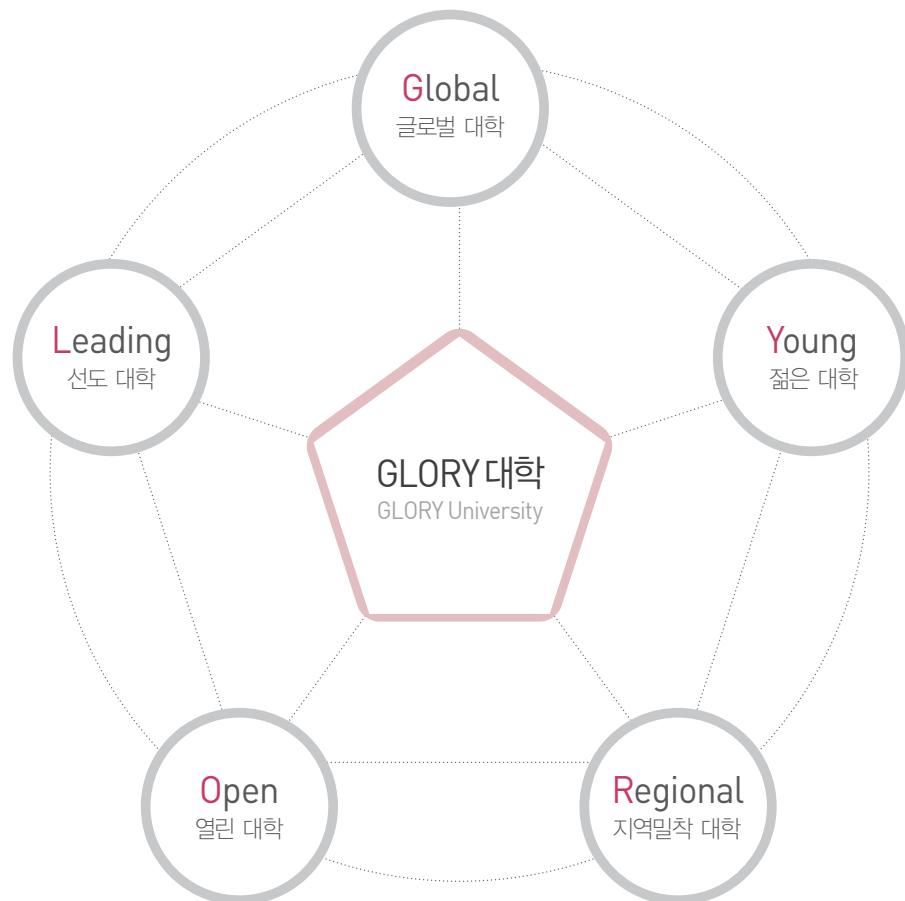 Global
글로벌 대학
Leading
선도 대학
Young
젊은 대학
GLORY 대학
GLORY University
Open
열린 대학
Regional
지역밀착 대학